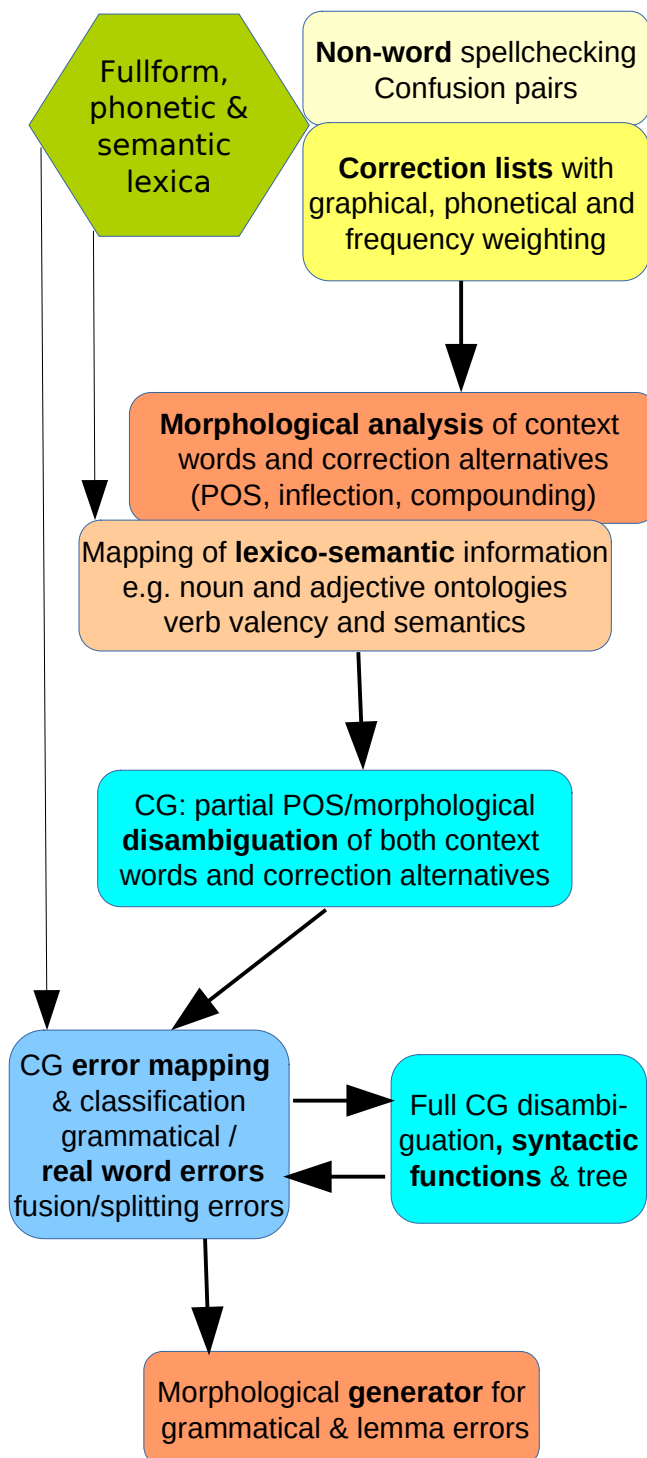 Fullform,
phonetic &
semantic
lexica
Non-word spellchecking
Confusion pairs
Correction lists with
graphical, phonetical and
frequency weighting
Morphological analysis of context
words and correction alternatives
(POS, inflection, compounding)
Mapping of lexico-semantic information
e.g. noun and adjective ontologies
verb valency and semantics
CG: partial POS/morphological
disambiguation of both context
words and correction alternatives
CG error mapping
& classification
grammatical /
real word errors
fusion/splitting errors
Full CG disambi-
guation, syntactic
functions & tree
Morphological generator for
grammatical & lemma errors